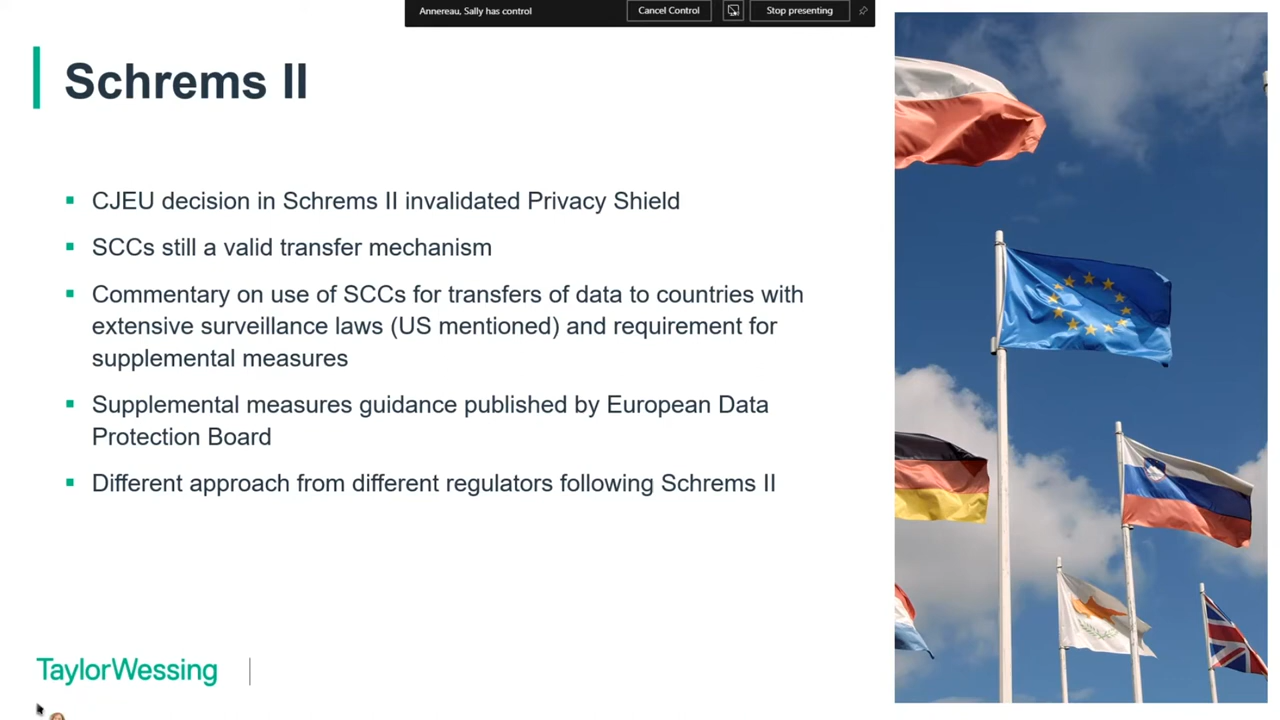 Annereau, Sally has control
Cancel Control
Stop presenting
Schrems II
CJEU decision in Schrems II invalidated Privacy Shield
SCCs still a valid transfer mechanism
Commentary on use of SCCs for transfers of data to countries with
extensive surveillance laws (US mentioned) and requirement for
supplemental measures
Supplemental measures guidance published by European Data
Protection Board
Different approach from different regulators following Schrems II
TaylorWessing